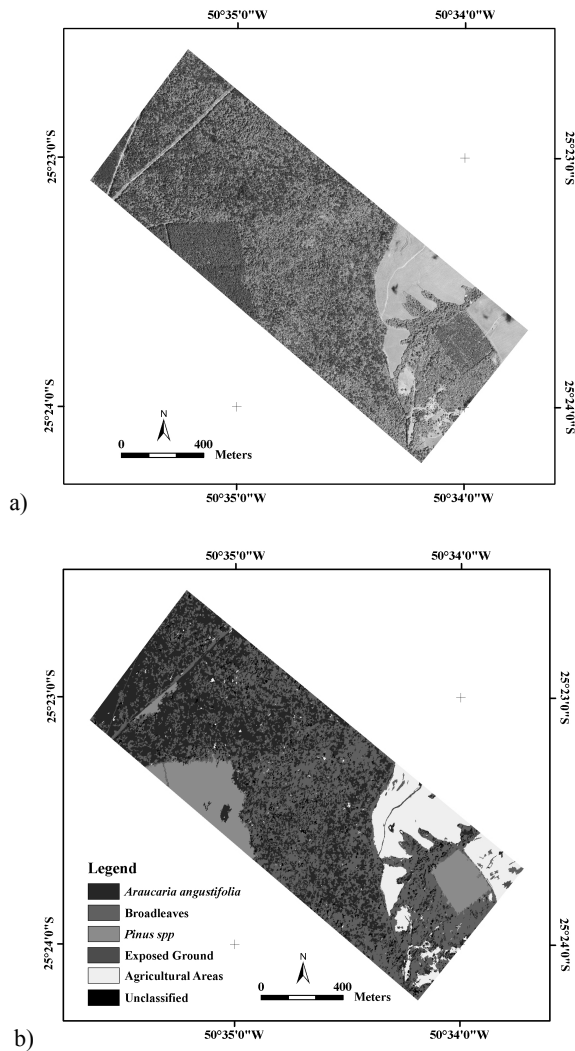 50°35'0"W 50°34'0"W
25°23'0"S 25°23'0"S
25°24'0"S 25°24'0"S
N
0 400
Meters
50°35'0"W 50°34'0"W
a)
50°35'0"W 50°34'0"W
25°23'0"S 25°23'0"S
Legend
Araucaria angustifolia
Broadleaves
Pinus spp
Exposed Ground
Agricultural Areas
Unclassified
25°24'0"S 25°24'0"S
N
0 400
Meters
50°35'0"W 50°34'0"W
b)